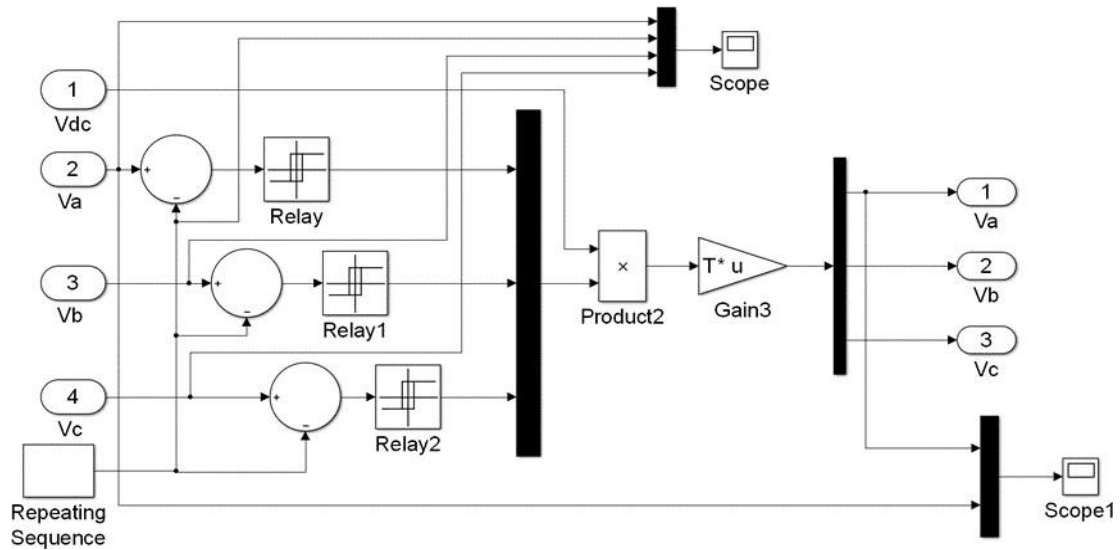 Scope
1
Vdc
2
Va
+
−
Relay
3
Vb
+
−
Relay1
4
Vc
+
−
Relay2
Repeating
Sequence
×
Product2
T* u
Gain3
1
Va
2
Vb
3
Vc
Scope1